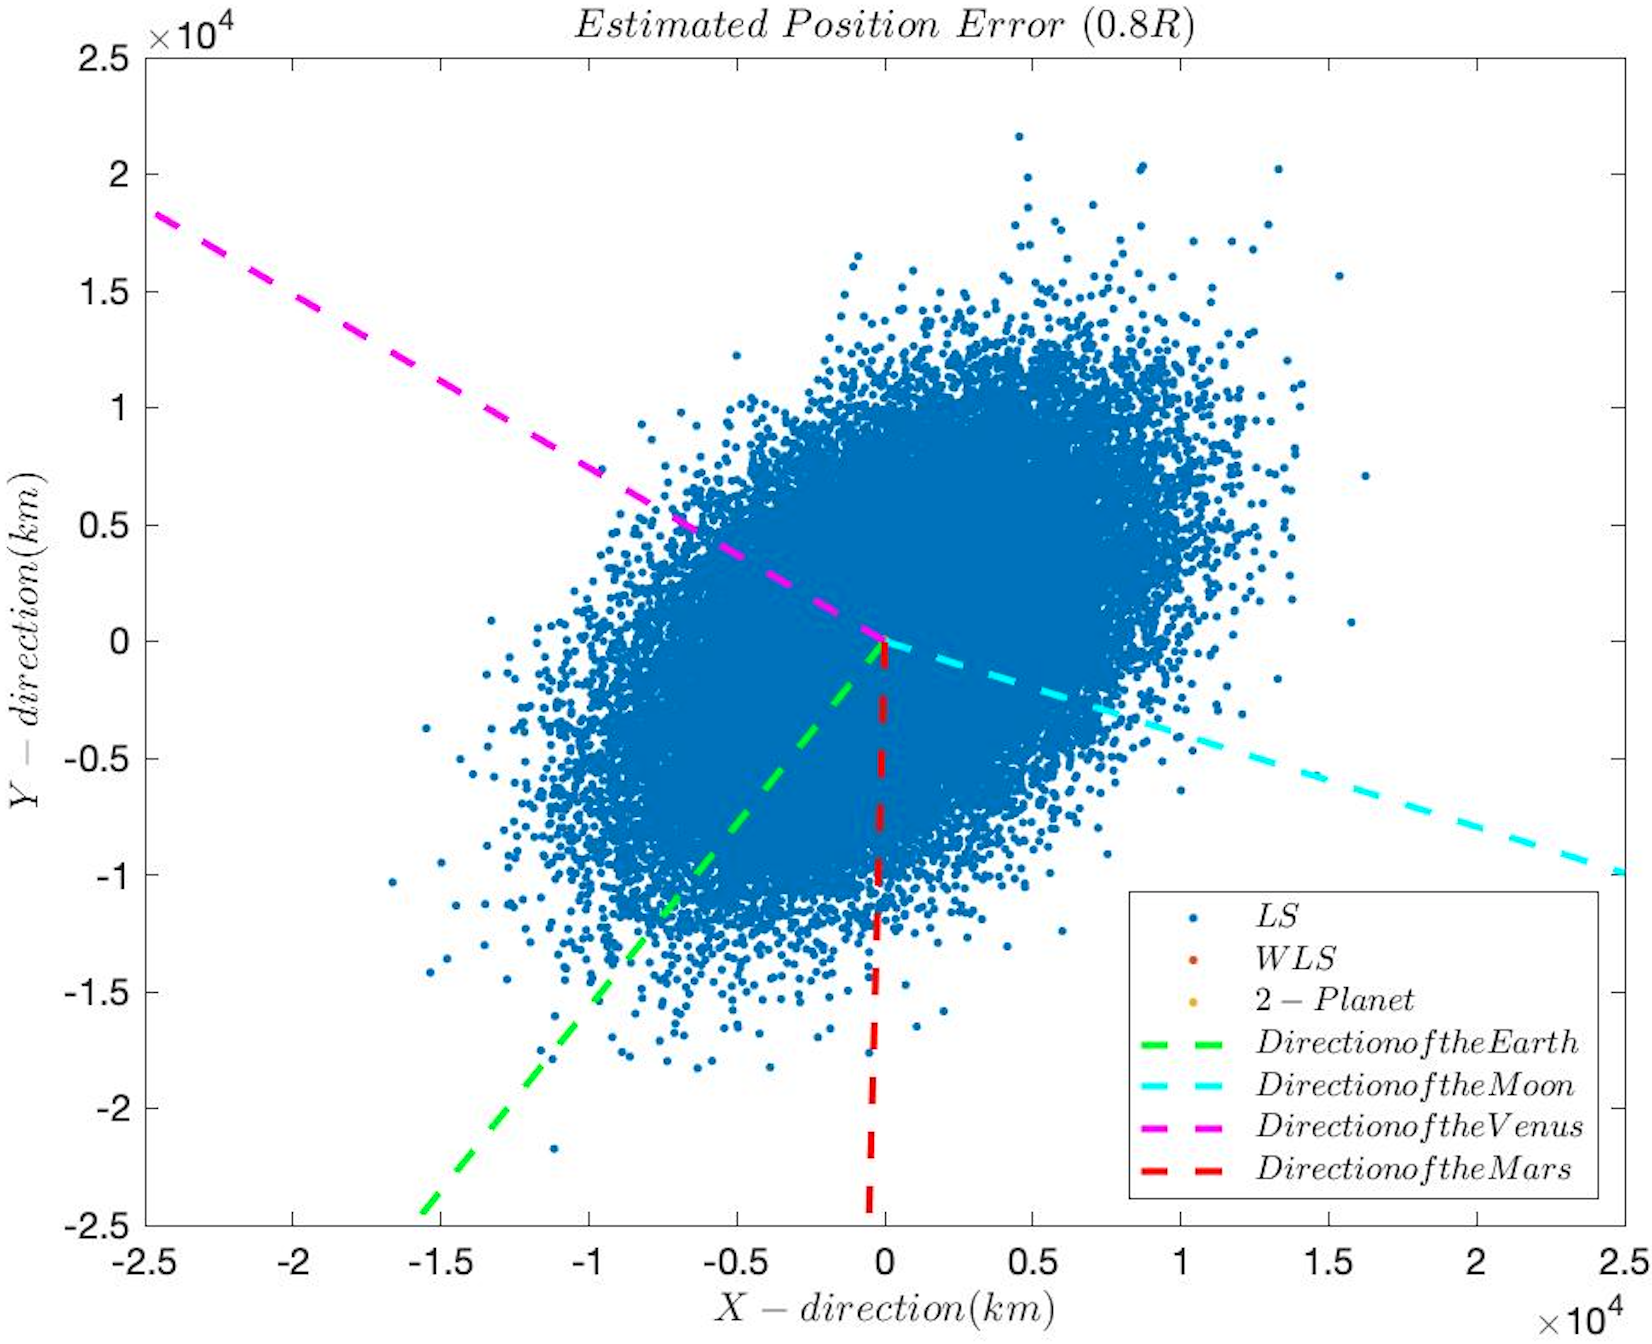 Estimated Position Error (0.8R)
×10⁴
2.5
2
1.5
1
0.5
0
-0.5
-1
-1.5
-2
-2.5
Y − direction(km)
LS
WLS
2 − Planet
DirectionoftheEarth
DirectionoftheMoon
DirectionoftheVenus
DirectionoftheMars
-2.5 -2 -1.5 -1 -0.5 0 0.5 1 1.5 2 2.5
X − direction(km)
×10⁴